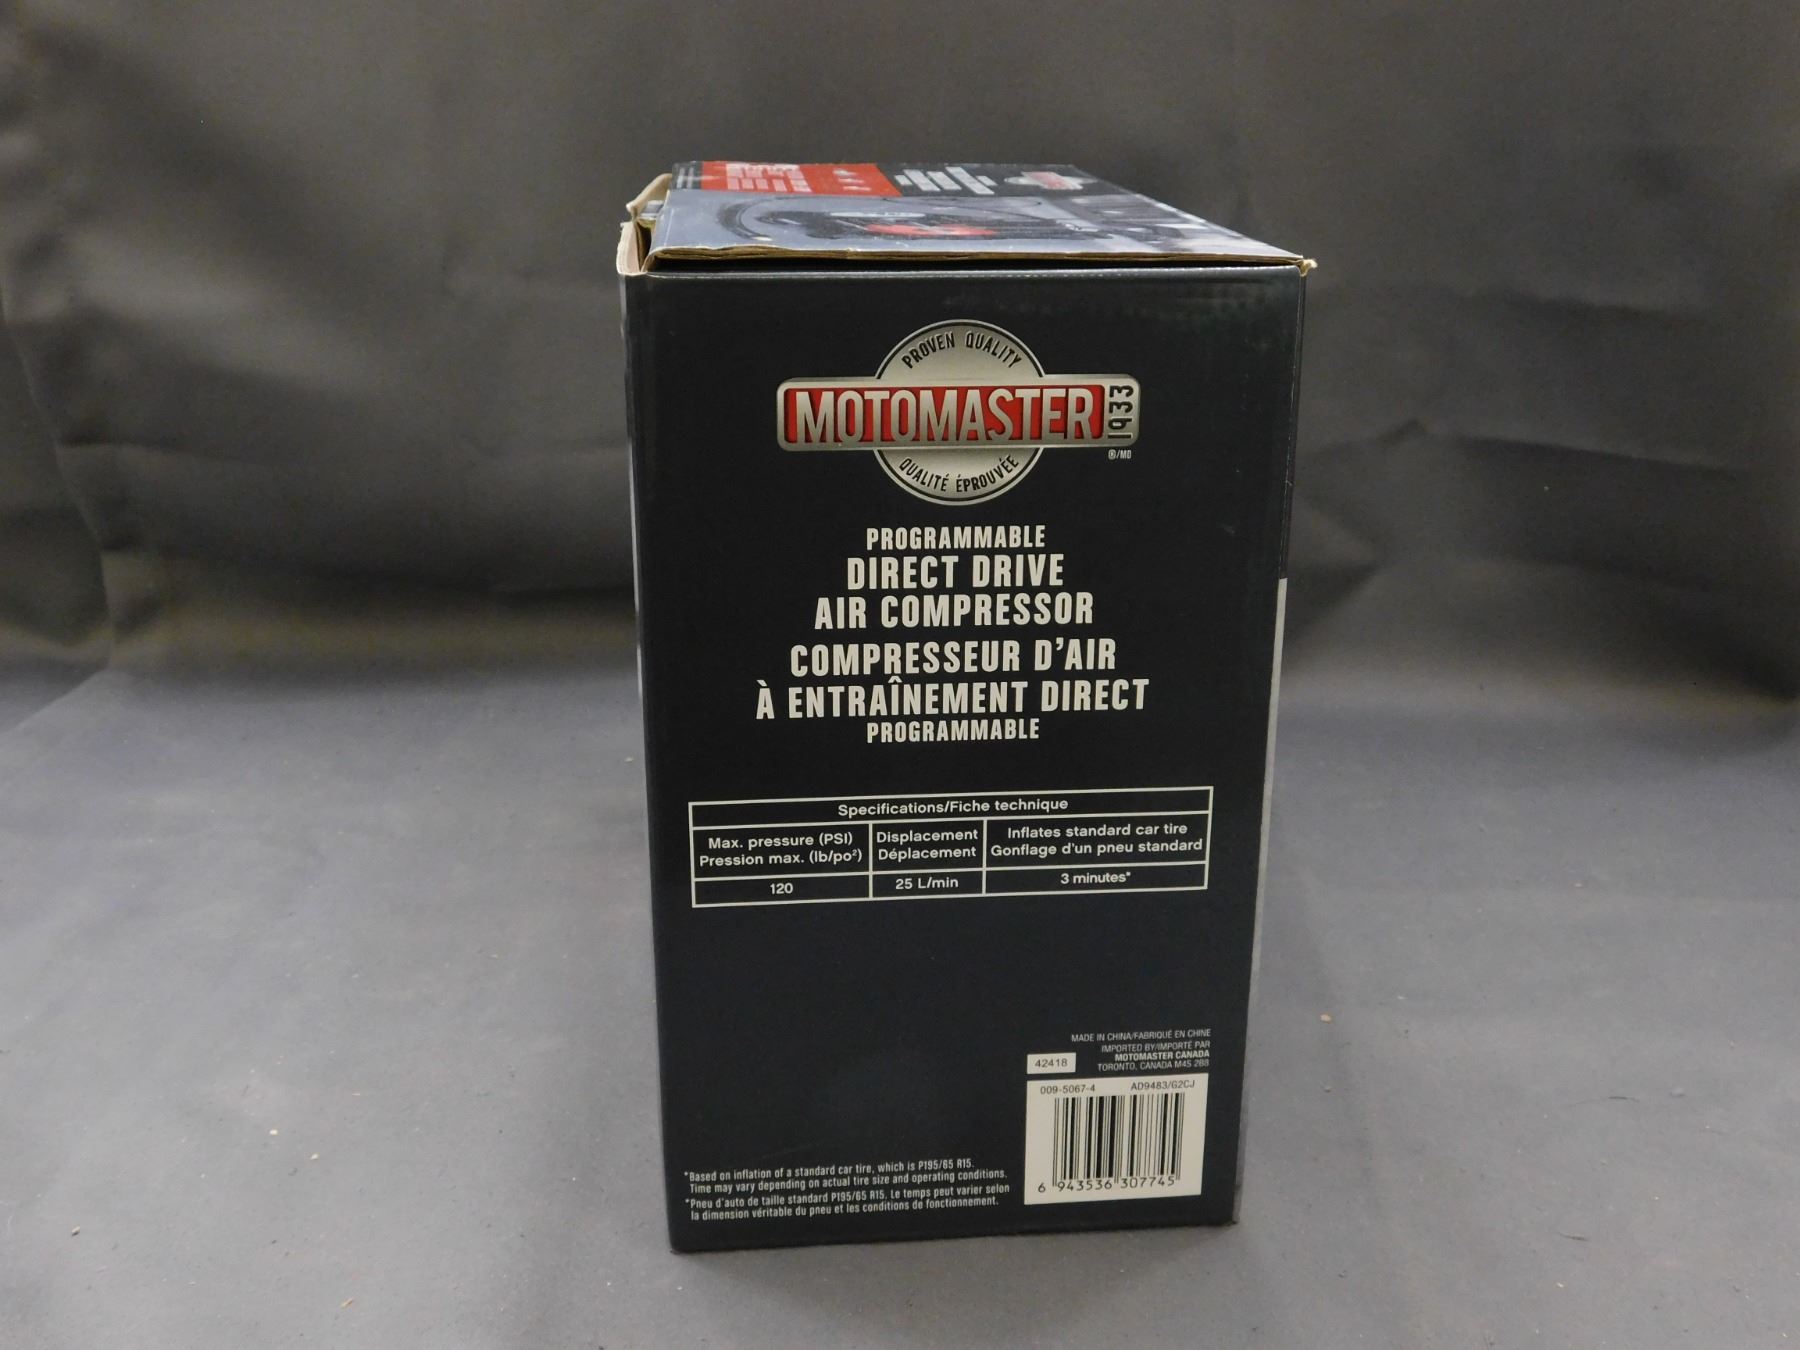 PROVEN QUALITY
MOTOMASTER 1933
®/MD
QUALITÉ ÉPROUVÉE
PROGRAMMABLE
DIRECT DRIVE
AIR COMPRESSOR
COMPRESSEUR D'AIR
À ENTRAÎNEMENT DIRECT
PROGRAMMABLE
Specifications/Fiche technique
Max. pressure (PSI)
Pression max. (lb/po²)
Displacement
Déplacement
Inflates standard car tire
Gonflage d'un pneu standard
120
25 L/min
3 minutes*
MADE IN CHINA/FABRIQUÉ EN CHINE
IMPORTED BY/IMPORTÉ PAR
MOTOMASTER CANADA
TORONTO, CANADA M4S 2B8
42418
009-5067-4 AD9483/G2CJ
6 943536 307745
*Based on inflation of a standard car tire, which is P195/65 R15.
Time may vary depending on actual tire size and operating conditions.
*Pneu d'auto de taille standard P195/65 R15. Le temps peut varier selon
la dimension véritable du pneu et les conditions de fonctionnement.